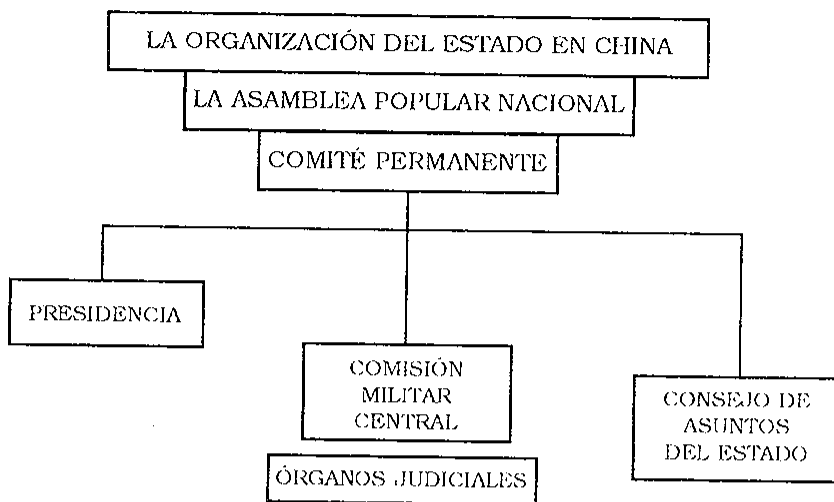 LA ORGANIZACIÓN DEL ESTADO EN CHINA
LA ASAMBLEA POPULAR NACIONAL
COMITÉ PERMANENTE
PRESIDENCIA
COMISIÓN
MILITAR
CENTRAL
CONSEJO DE
ASUNTOS
DEL ESTADO
ÓRGANOS JUDICIALES